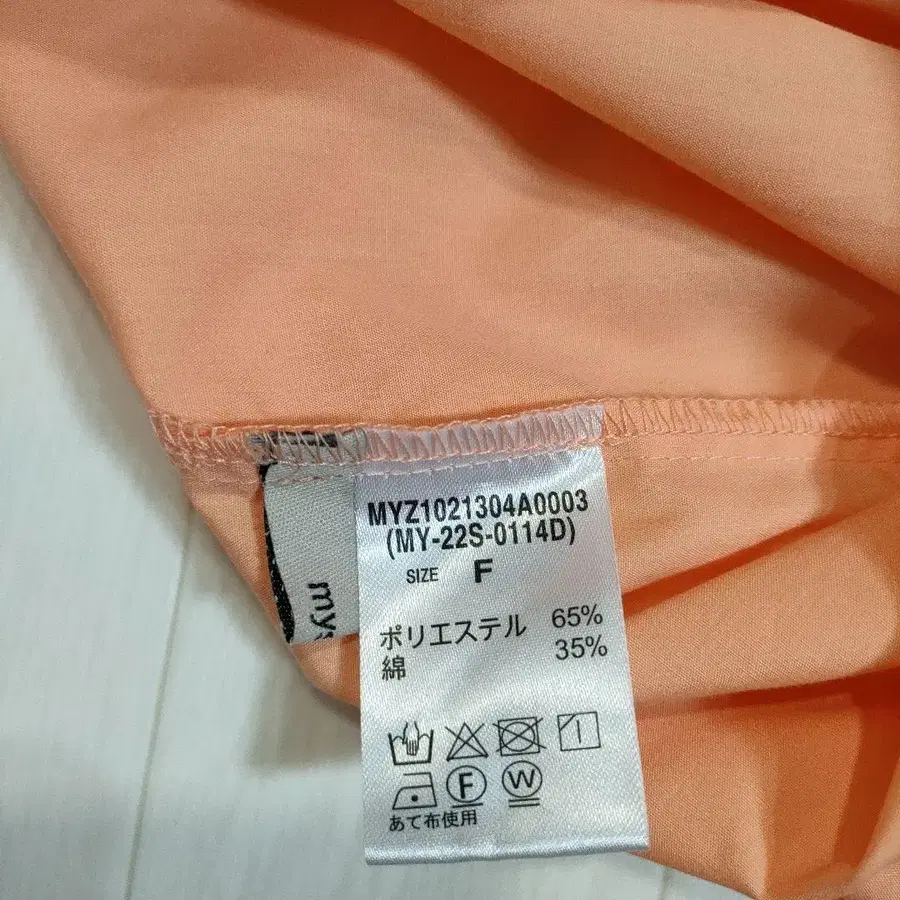 MYZ1021304A0003
(MY-22S-0114D)
SIZE F
ポリエステル 65%
綿 35%
F W
あて布使用